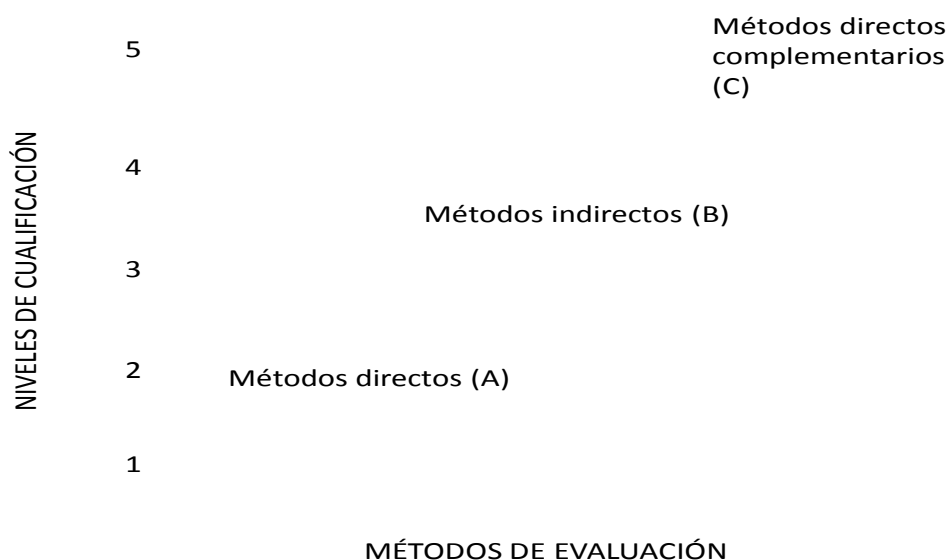 Métodos directos
complementarios
(C)
5
4
Métodos indirectos (B)
3
2
Métodos directos (A)
1
NIVELES DE CUALIFICACIÓN
MÉTODOS DE EVALUACIÓN